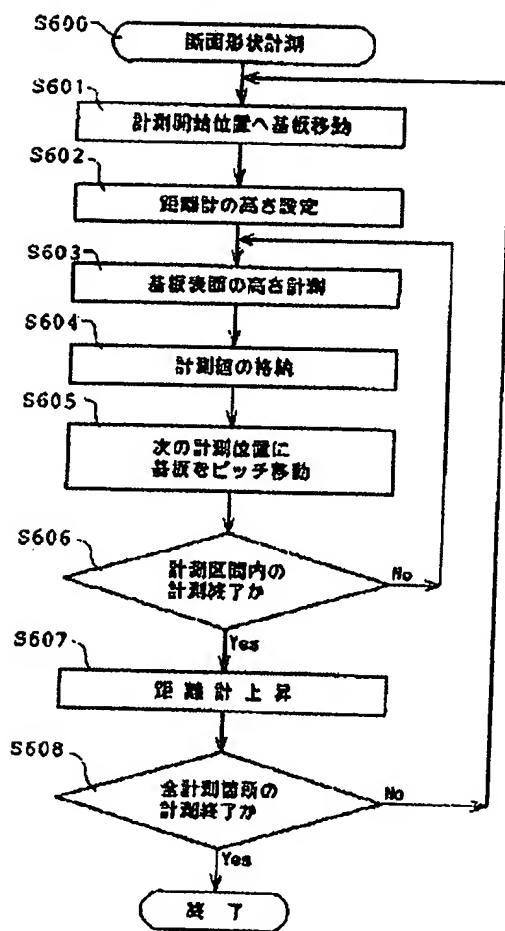 S600
断面形状計測
S601
計測開始位置へ基板移動
S602
距離計の高さ設定
S603
基板表面の高さ計測
S604
計測値の格納
S605
次の計測位置に
基板をピッチ移動
S606
計測区間内の
計測終了か
No
Yes
S607
距離計上昇
S608
全計測箇所の
計測終了か
No
Yes
終了